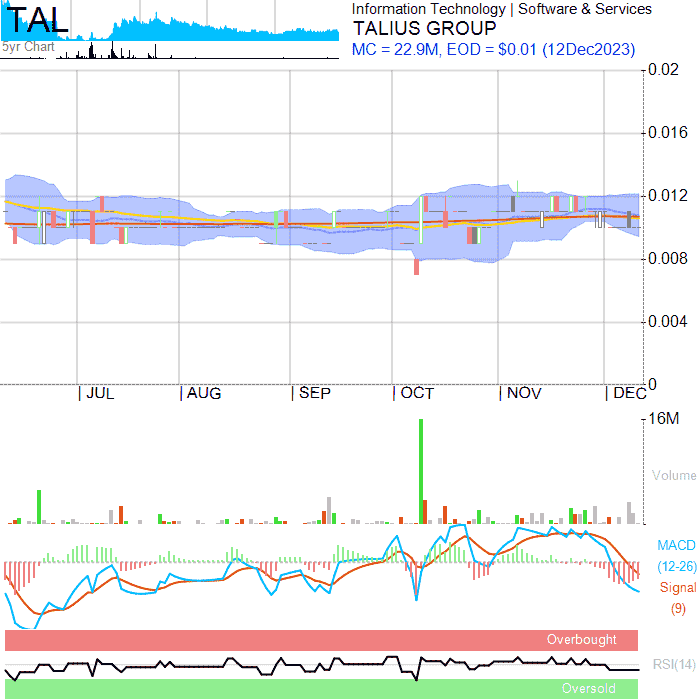 TAL
5yr Chart
Information Technology | Software & Services
TALIUS GROUP
MC = 22.9M, EOD = $0.01 (12Dec2023)
0.02
0.016
0.012
0.008
0.004
0
| JUL | AUG | SEP | OCT | NOV | DEC
16M
Volume
MACD
(12-26)
Signal
(9)
Overbought
RSI(14)
Oversold